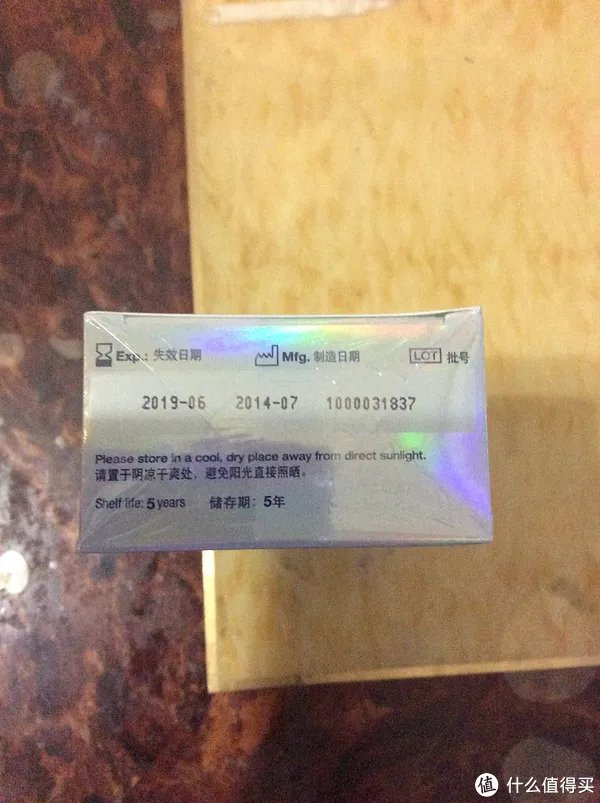 Exp.: 失效日期 Mfg. 制造日期 LOT 批号
2019-06 2014-07 1000031837
Please store in a cool, dry place away from direct sunlight.
请置于阴凉干爽处，避免阳光直接照晒。
Shelf life: 5 years 储存期: 5年
值 什么值得买